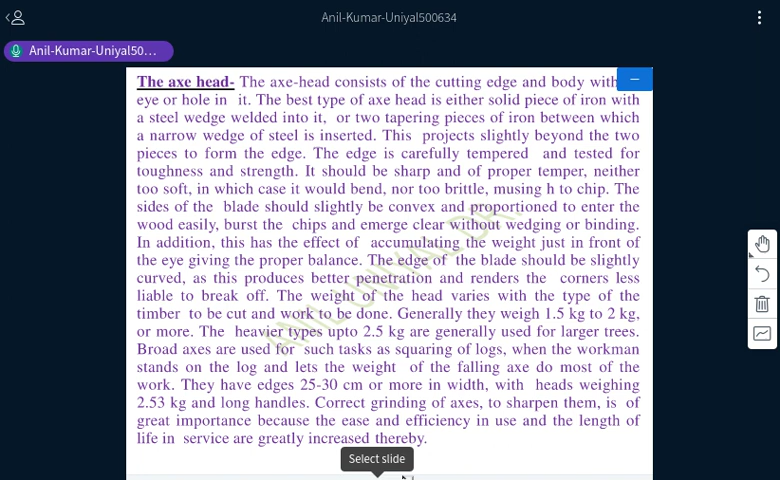 Anil-Kumar-Uniyal500634
Anil-Kumar-Uniyal50...
The axe head- The axe-head consists of the cutting edge and body with
eye or hole in it. The best type of axe head is either solid piece of iron with
a steel wedge welded into it, or two tapering pieces of iron between which
a narrow wedge of steel is inserted. This projects slightly beyond the two
pieces to form the edge. The edge is carefully tempered and tested for
toughness and strength. It should be sharp and of proper temper, neither
too soft, in which case it would bend, nor too brittle, musing h to chip. The
sides of the blade should slightly be convex and proportioned to enter the
wood easily, burst the chips and emerge clear without wedging or binding.
In addition, this has the effect of accumulating the weight just in front of
the eye giving the proper balance. The edge of the blade should be slightly
curved, as this produces better penetration and renders the corners less
liable to break off. The weight of the head varies with the type of the
timber to be cut and work to be done. Generally they weigh 1.5 kg to 2 kg,
or more. The heavier types upto 2.5 kg are generally used for larger trees.
Broad axes are used for such tasks as squaring of logs, when the workman
stands on the log and lets the weight of the falling axe do most of the
work. They have edges 25-30 cm or more in width, with heads weighing
2.53 kg and long handles. Correct grinding of axes, to sharpen them, is of
great importance because the ease and efficiency in use and the length of
life in service are greatly increased thereby.
Select slide